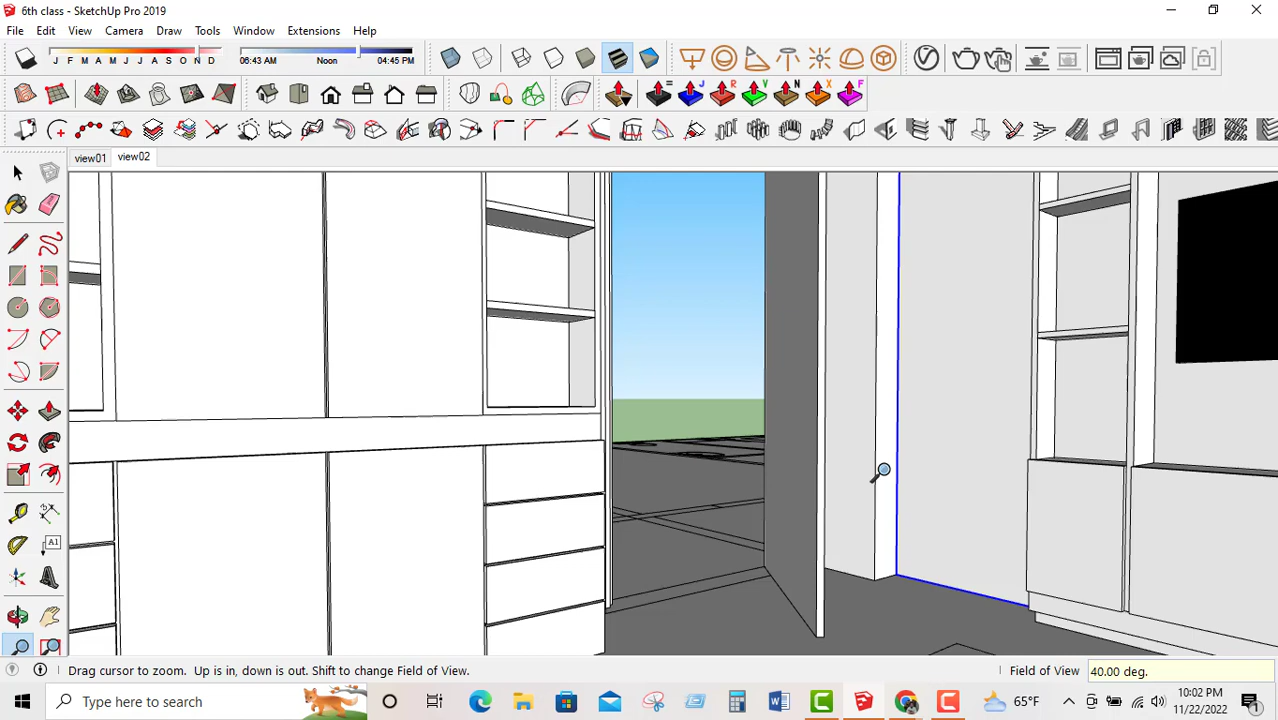 6th class - SketchUp Pro 2019
File Edit View Camera Draw Tools Window Extensions Help
J F M A M J J A S O N D 06:43 AM Noon 04:45 PM
= J R V N X F
view01 view02
A1
Drag cursor to zoom. Up is in, down is out. Shift to change Field of View. Field of View 40.00 deg.
Type here to search 65°F 10:02 PM
11/22/2022 1